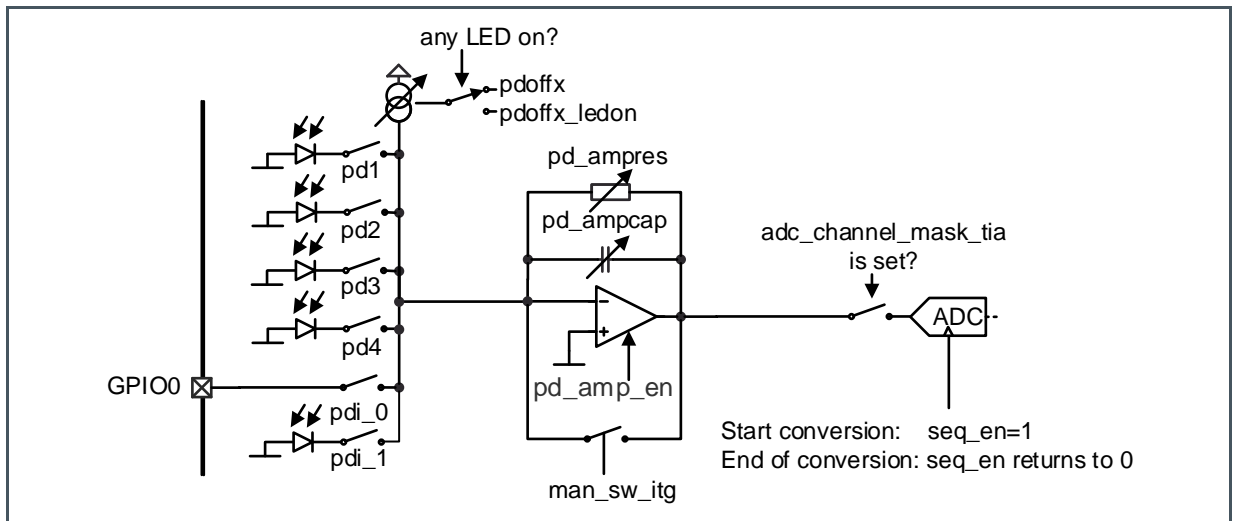 any LED on?
pdoffx
pdoffx_ledon
pd1
pd2
pd3
pd4
GPIO0
pdi_0
pdi_1
pd_ampres
pd_ampcap
pd_amp_en
man_sw_itg
adc_channel_mask_tia
is set?
ADC
Start conversion: seq_en=1
End of conversion: seq_en returns to 0